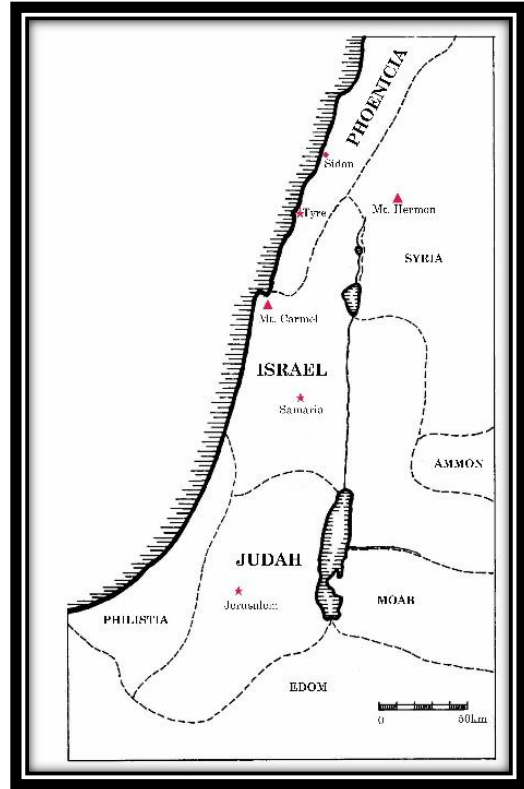 PHOENICIA
Sidon
Tyre
Mt. Hermon
SYRIA
Mt. Carmel
ISRAEL
Samaria
AMMON
JUDAH
Jerusalem
MOAB
PHILISTIA
EDOM
0 50km